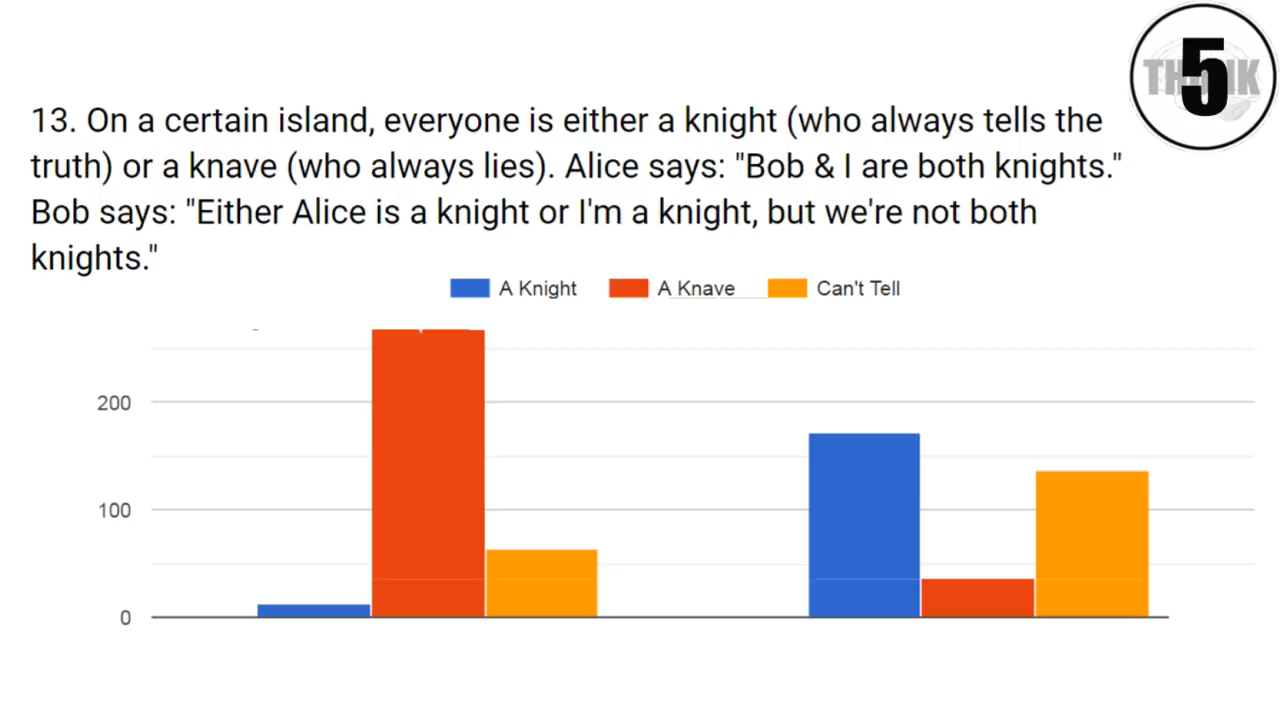 5
TH NK
13. On a certain island, everyone is either a knight (who always tells the
truth) or a knave (who always lies). Alice says: "Bob & I are both knights."
Bob says: "Either Alice is a knight or I'm a knight, but we're not both
knights."
A Knight A Knave Can't Tell
200
100
0